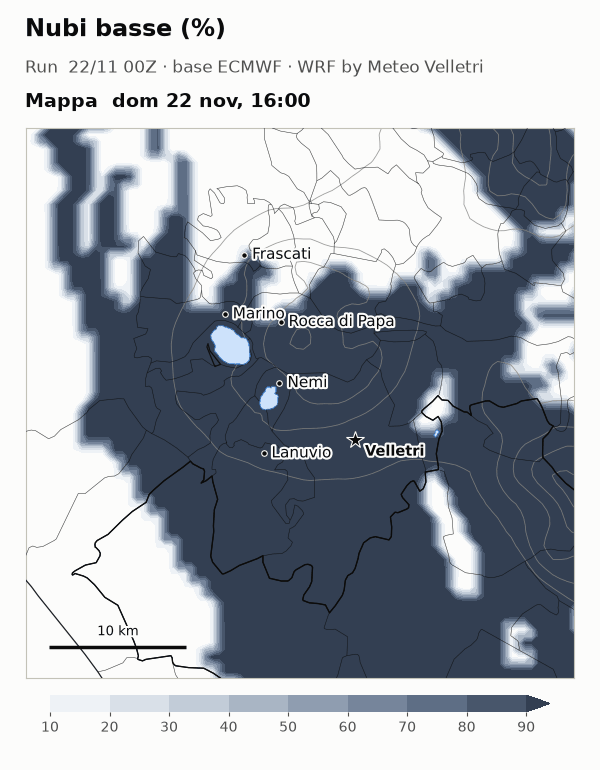 Nubi basse (%)
Run  22/11 00Z · base ECMWF · WRF by Meteo Velletri
Mappa  dom 22 nov, 16:00
Frascati
Marino
Rocca di Papa
Nemi
Velletri
Lanuvio
10 km
10 20 30 40 50 60 70 80 90